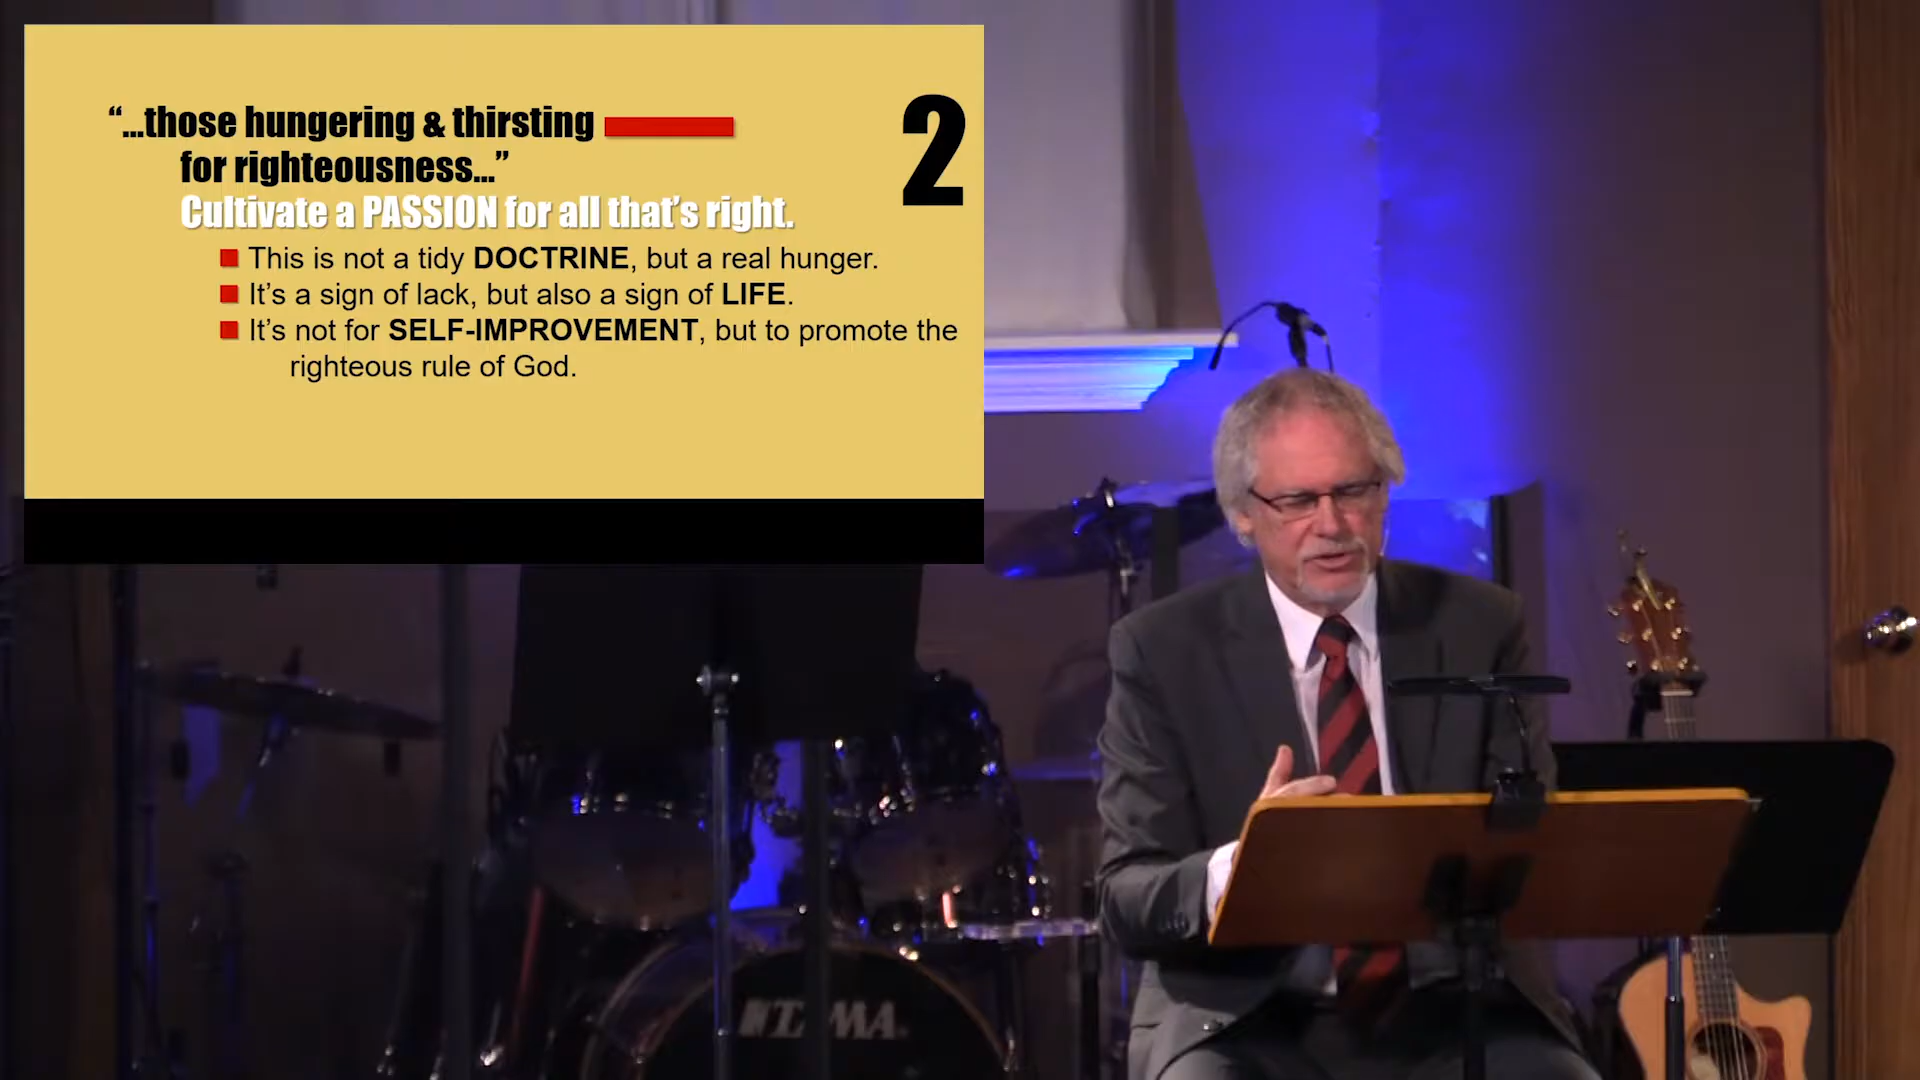 “...those hungering & thirsting
for righteousness...”
2
Cultivate a PASSION for all that’s right.
This is not a tidy DOCTRINE, but a real hunger.
It’s a sign of lack, but also a sign of LIFE.
It’s not for SELF-IMPROVEMENT, but to promote the
righteous rule of God.
TAMA